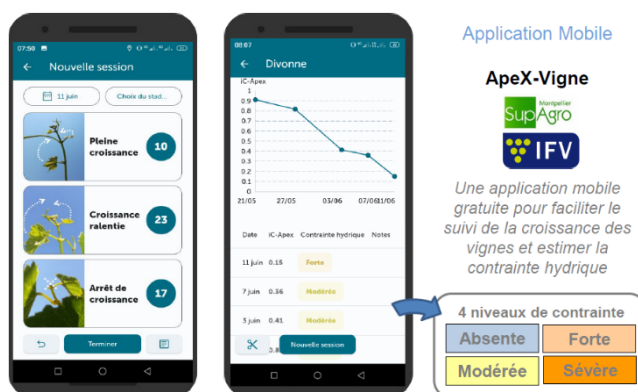 07:50
Nouvelle session
11 juin
Choix du stad...
Pleine
croissance
10
Croissance
ralentie
23
Arrêt de
croissance
17
Terminer
08:07
Divonne
iC-Apex
1
0.9
0.8
0.7
0.6
0.5
0.4
0.3
0.2
0.1
0
21/05 27/05 03/06 07/06 11/06
Date iC-Apex Contrainte hydrique Notes
11 juin 0.15 Forte
7 juin 0.36 Modérée
3 juin 0.41 Modérée
Nouvelle session
Application Mobile
ApeX-Vigne
Montpellier
SupAgro
IFV
Une application mobile
gratuite pour faciliter le
suivi de la croissance des
vignes et estimer la
contrainte hydrique
4 niveaux de contrainte
Absente Forte
Modérée Sévère